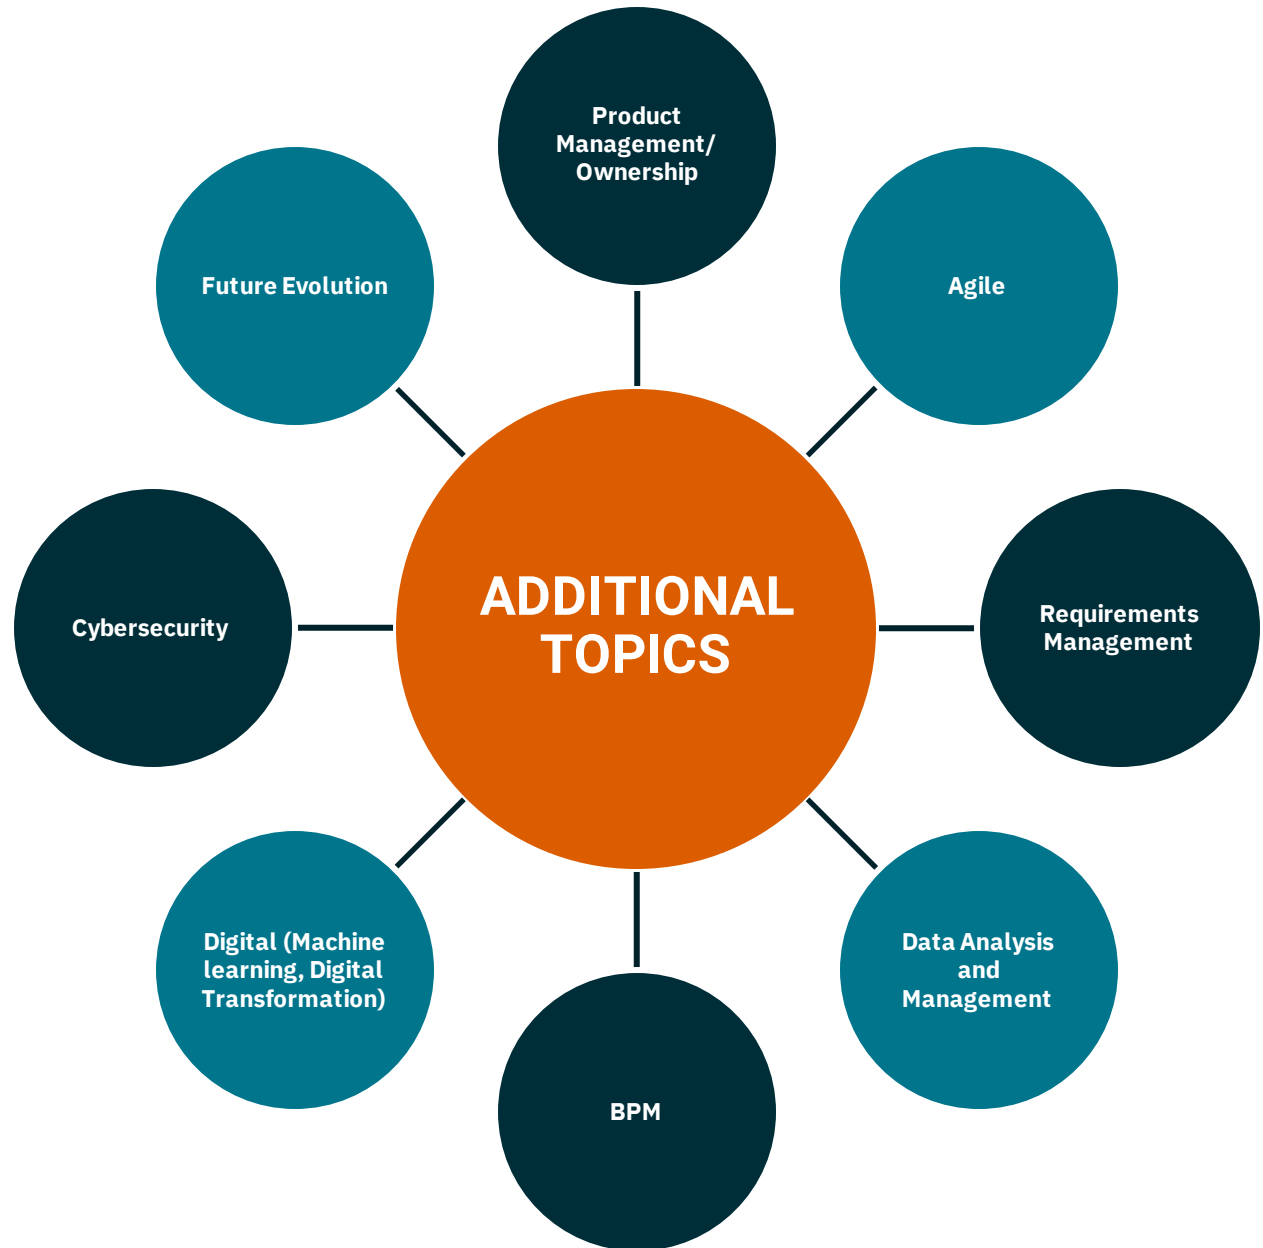 Product
Management/
Ownership
Future Evolution
Agile
ADDITIONAL
TOPICS
Cybersecurity
Requirements
Management
Digital (Machine
learning, Digital
Transformation)
Data Analysis
and
Management
BPM